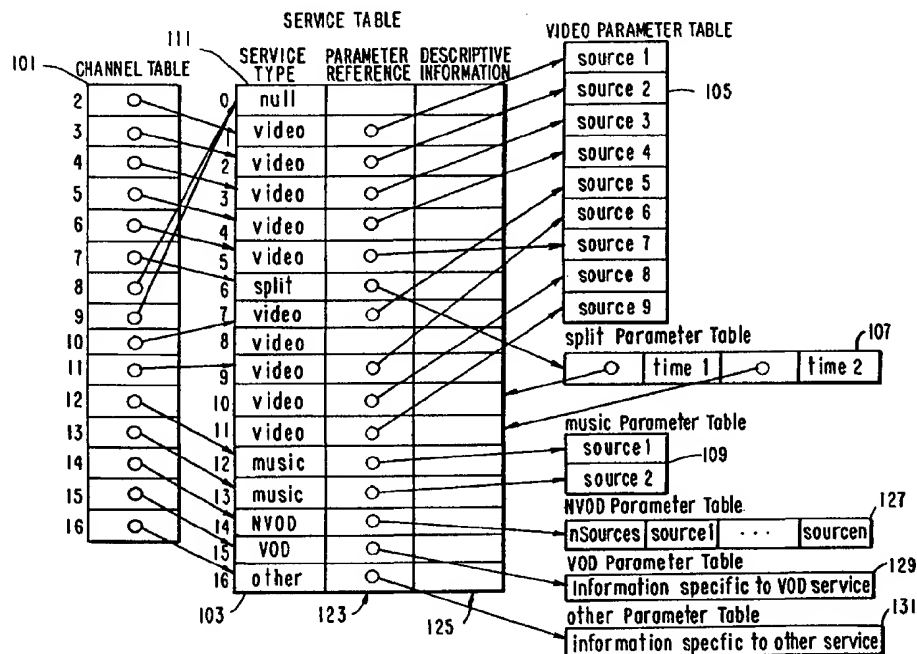 SERVICE TABLE
111
VIDEO PARAMETER TABLE
101
CHANNEL TABLE
SERVICE TYPE
PARAMETER REFERENCE
DESCRIPTIVE INFORMATION
2
3
4
5
6
7
8
9
10
11
12
13
14
15
16
0 null
1 video
2 video
3 video
4 video
5 video
6 split
7 video
8 video
9 video
10 video
11 video
12 music
13 music
14 NVOD
15 VOD
16 other
103
123
125
source 1
source 2
source 3
source 4
source 5
source 6
source 7
source 8
source 9
105
split Parameter Table
107
time 1
time 2
music Parameter Table
source 1
source 2
109
NVOD Parameter Table
127
nSources source1 · · · sourcen
VOD Parameter Table
129
Information specific to VOD service
other Parameter Table
131
information specfic to other service